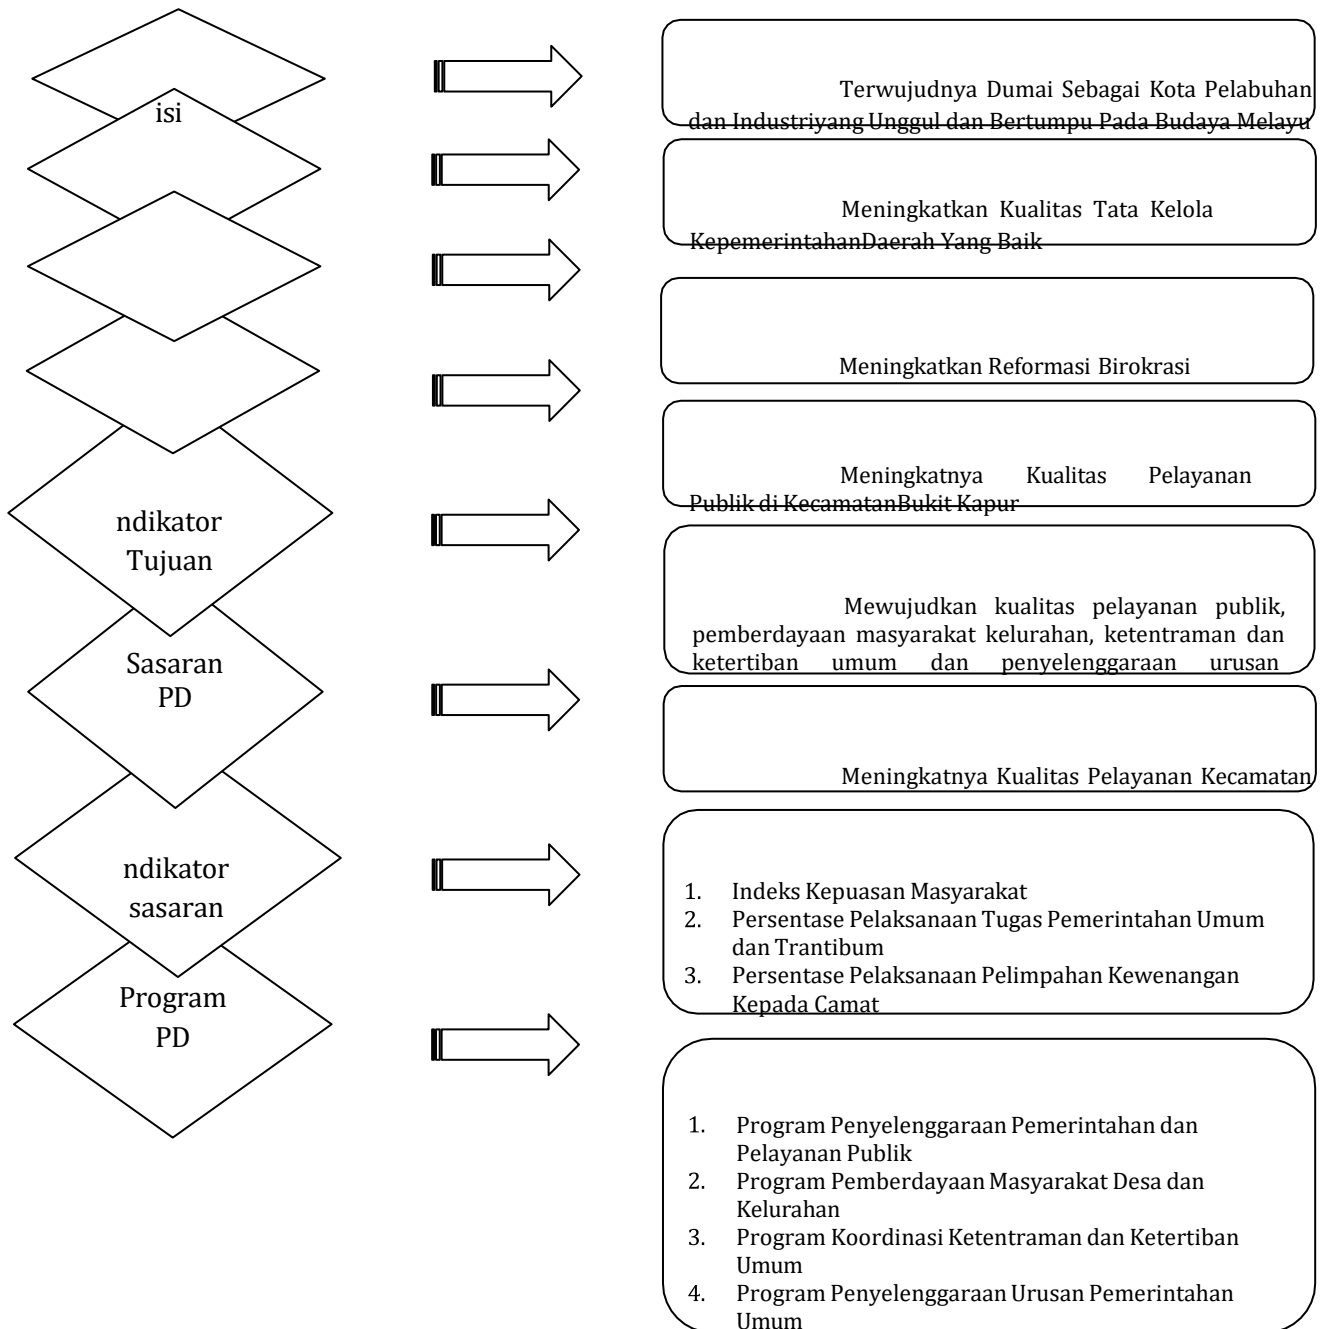 isi
ndikator
Tujuan
Sasaran
PD
ndikator
sasaran
Program
PD
Terwujudnya Dumai Sebagai Kota Pelabuhan
dan Industriyang Unggul dan Bertumpu Pada Budaya Melayu
Meningkatkan Kualitas Tata Kelola
KepemerintahanDaerah Yang Baik
Meningkatkan Reformasi Birokrasi
Meningkatnya Kualitas Pelayanan
Publik di KecamatanBukit Kapur
Mewujudkan kualitas pelayanan publik,
pemberdayaan masyarakat kelurahan, ketentraman dan
ketertiban umum dan penyelenggaraan urusan
Meningkatnya Kualitas Pelayanan Kecamatan
1. Indeks Kepuasan Masyarakat
2. Persentase Pelaksanaan Tugas Pemerintahan Umum
dan Trantibum
3. Persentase Pelaksanaan Pelimpahan Kewenangan
Kepada Camat
1. Program Penyelenggaraan Pemerintahan dan
Pelayanan Publik
2. Program Pemberdayaan Masyarakat Desa dan
Kelurahan
3. Program Koordinasi Ketentraman dan Ketertiban
Umum
4. Program Penyelenggaraan Urusan Pemerintahan
Umum